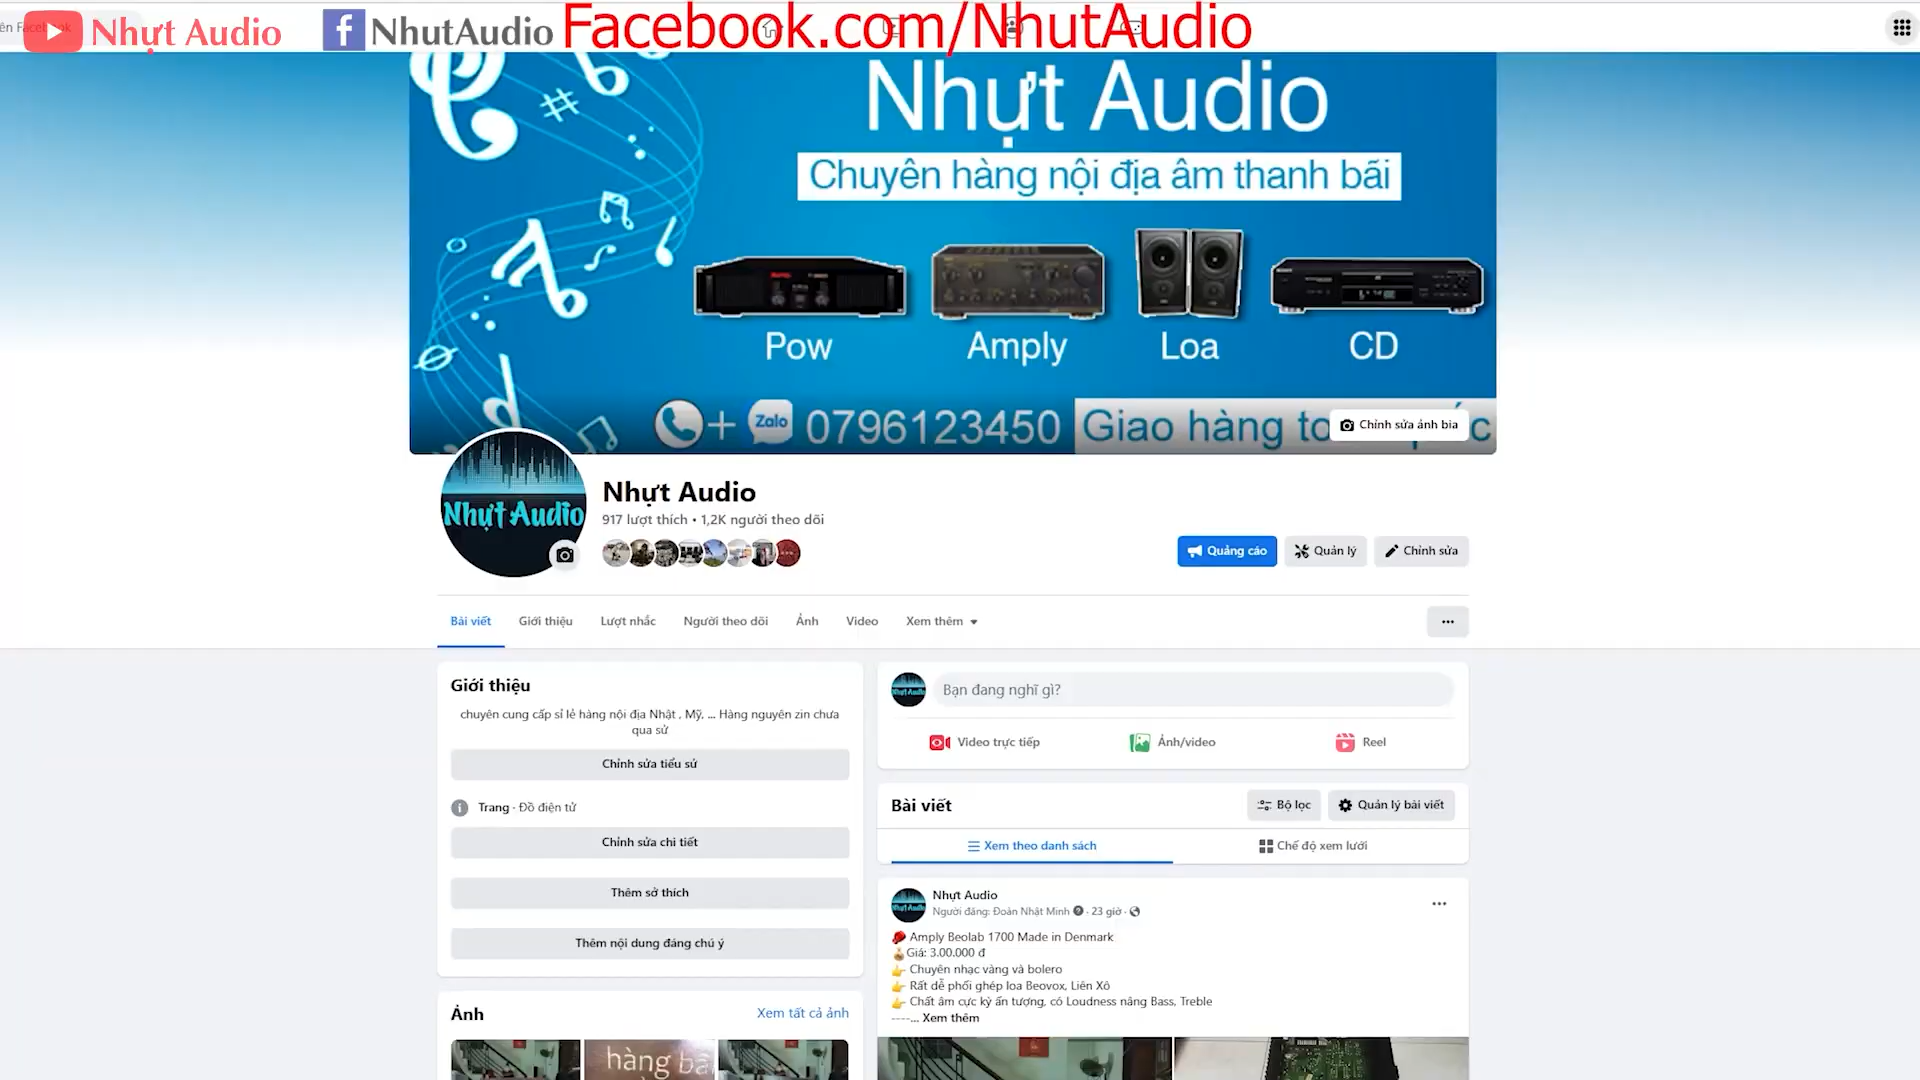 Nhựt Audio
NhutAudio
Facebook.com/NhutAudio
Nhựt Audio
Chuyên hàng nội địa âm thanh bãi
Pow
Amply
Loa
CD
Zalo
0796123450
Giao hàng to
Chỉnh sửa ảnh bìa
Nhựt Audio
Nhựt Audio
917 lượt thích • 1,2K người theo dõi
Quảng cáo
Quản lý
Chỉnh sửa
Bài viết
Giới thiệu
Lượt nhắc
Người theo dõi
Ảnh
Video
Xem thêm
Giới thiệu
chuyên cung cấp sỉ lẻ hàng nội địa Nhật , Mỹ, ... Hàng nguyên zin chưa
qua sử
Chỉnh sửa tiểu sử
Trang · Đồ điện tử
Chỉnh sửa chi tiết
Thêm sở thích
Thêm nội dung đáng chú ý
Ảnh
Xem tất cả ảnh
hàng bã
Bạn đang nghĩ gì?
Video trực tiếp
Ảnh/video
Reel
Bài viết
Bộ lọc
Quản lý bài viết
Xem theo danh sách
Chế độ xem lưới
Nhựt Audio
Người đăng: Đoàn Nhật Minh · 23 giờ ·
Amply Beolab 1700 Made in Denmark
Giá: 3.00.000 đ
Chuyên nhạc vàng và bolero
Rất dễ phối ghép loa Beovox, Liên Xô
Chất âm cực kỳ ấn tượng, có Loudness nâng Bass, Treble
----... Xem thêm